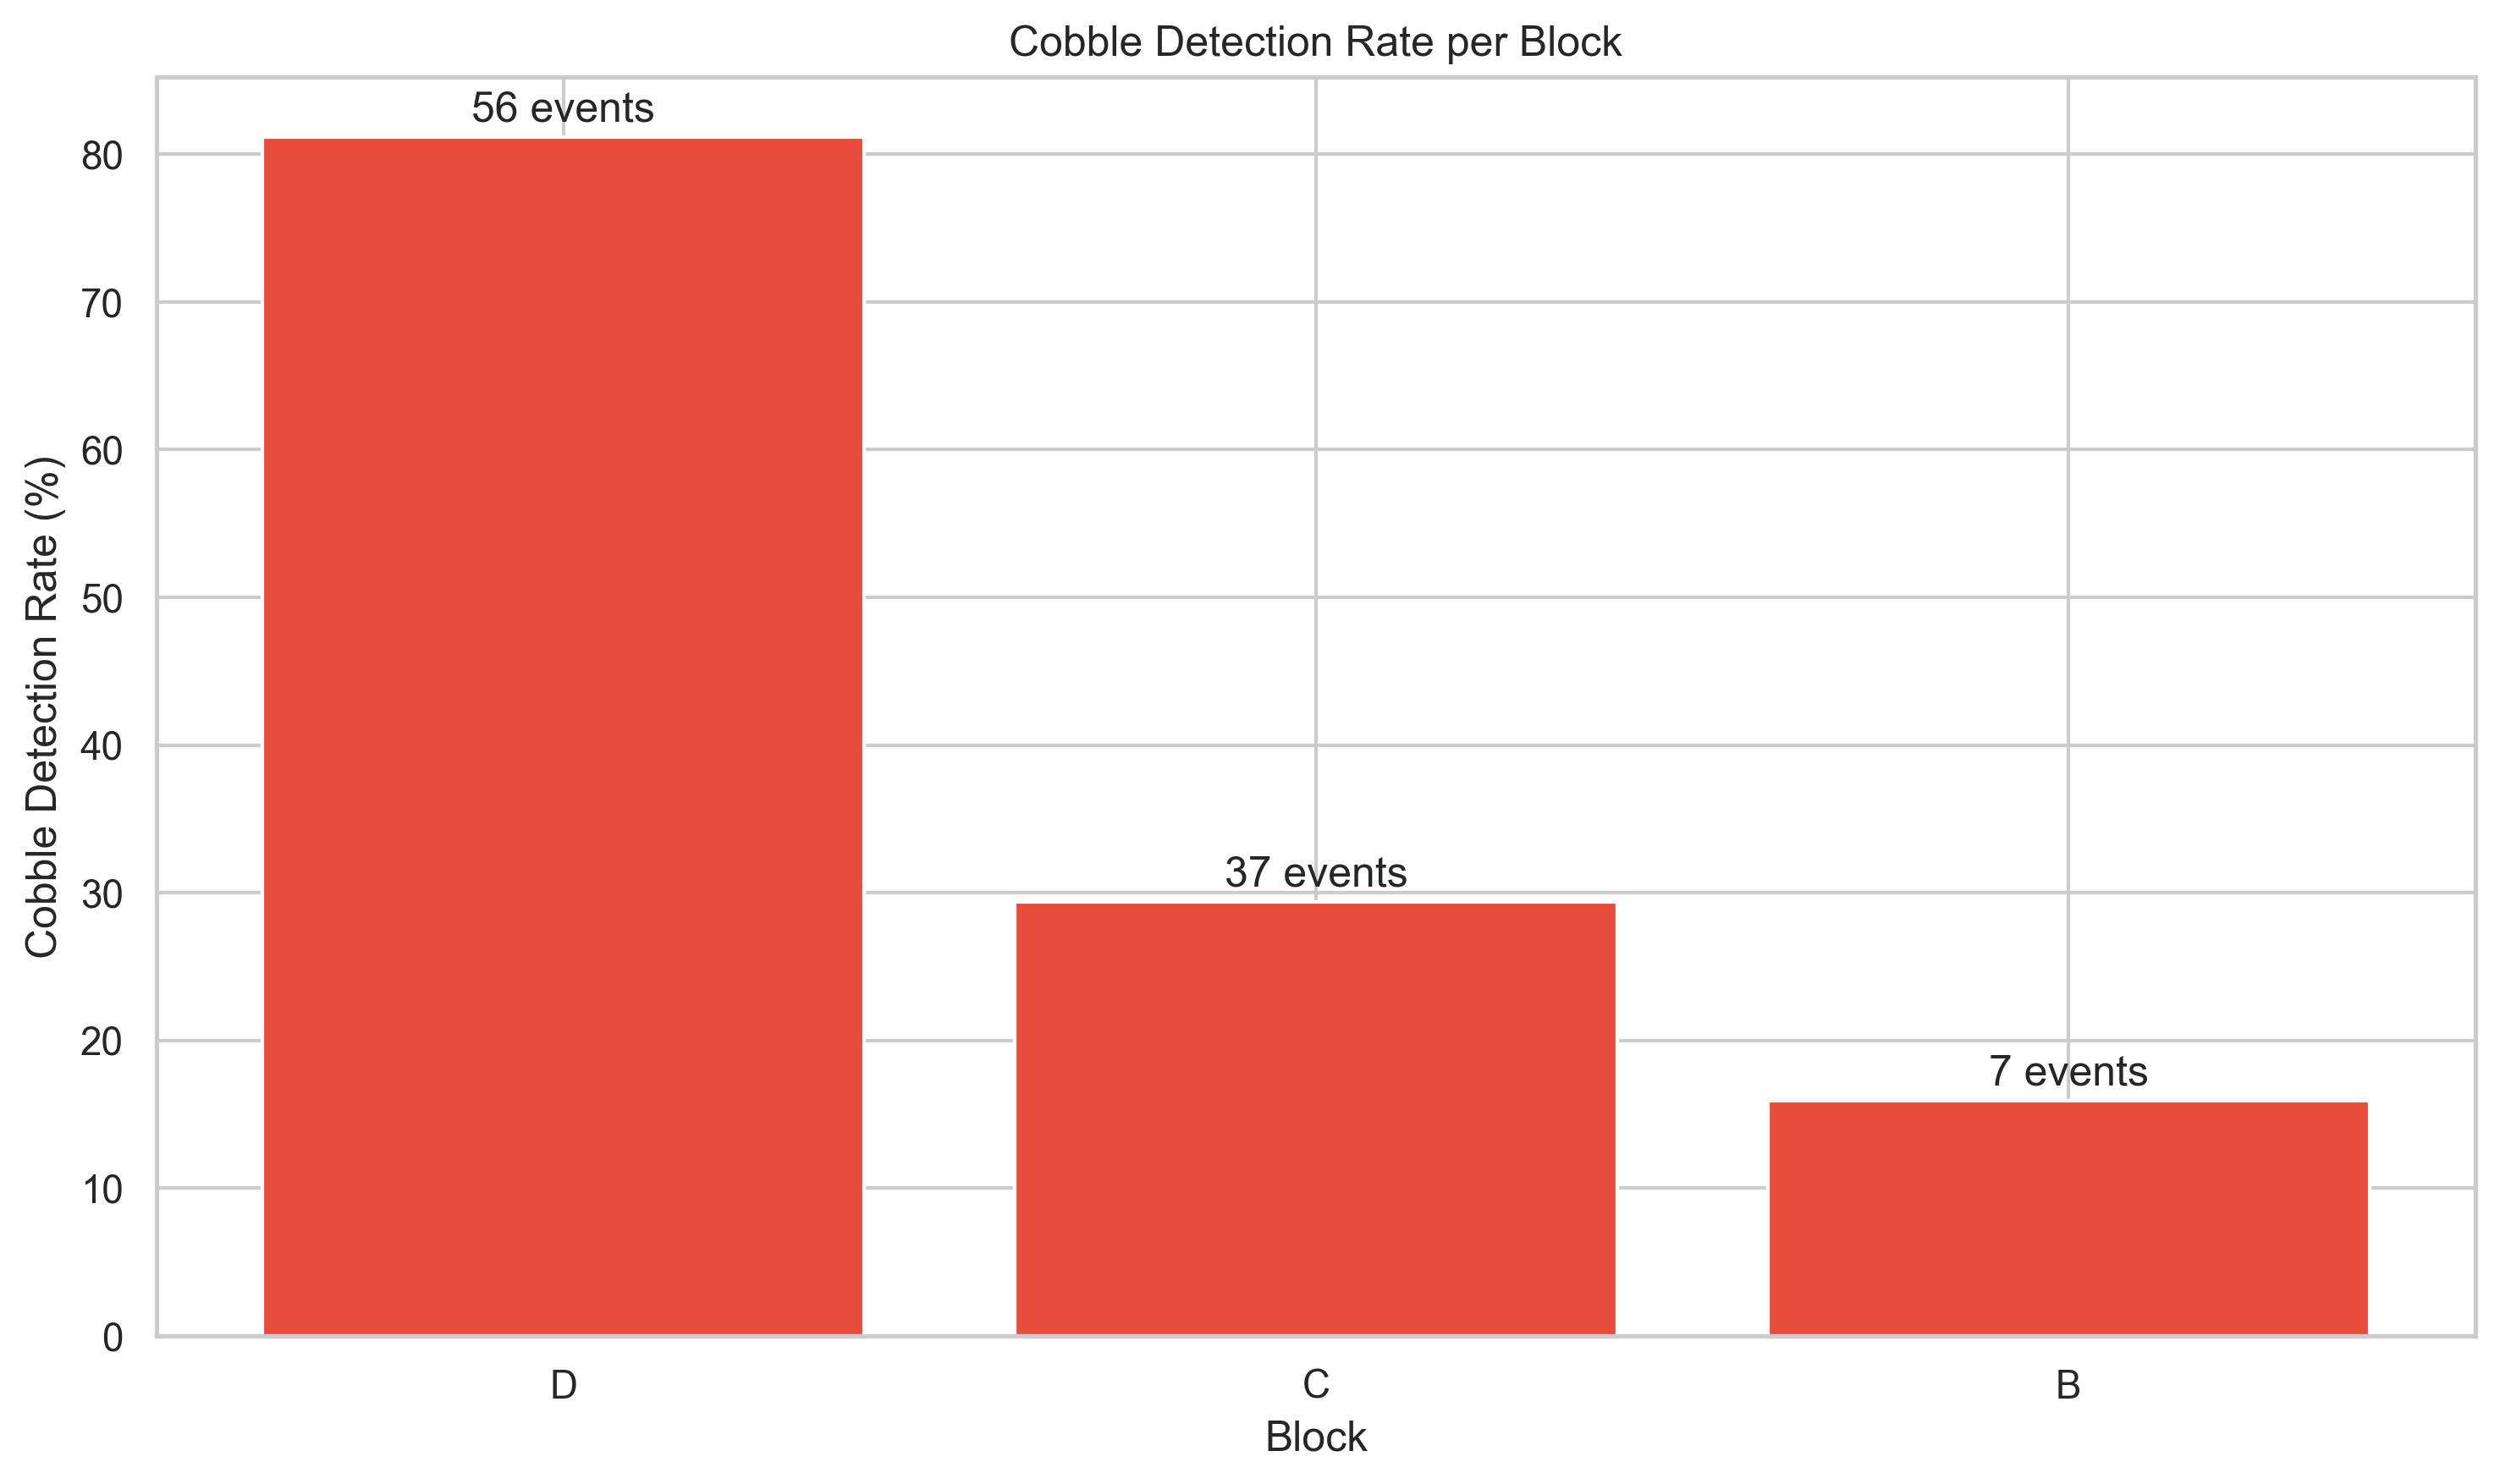 Cobble Detection Rate per Block
56 events
80
70
60
50
40
37 events
30
20
7 events
10
0
Cobble Detection Rate (%)
D
C
B
Block